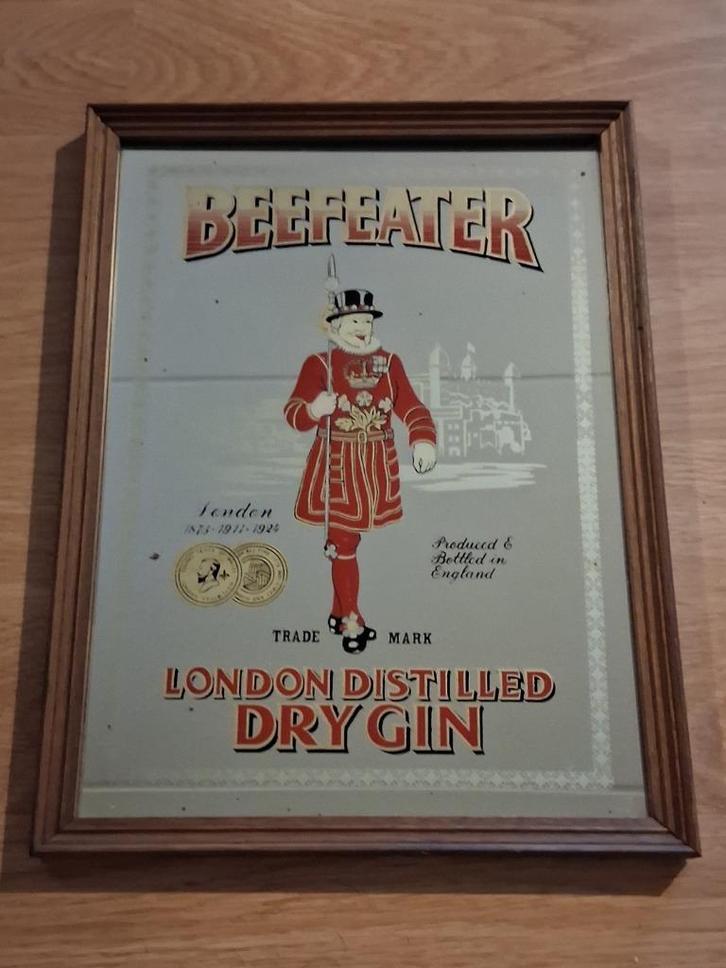 BEEFEATER
London
1873-1911-1924
Produced &
Bottled in
England
TRADE MARK
LONDON DISTILLED
DRY GIN